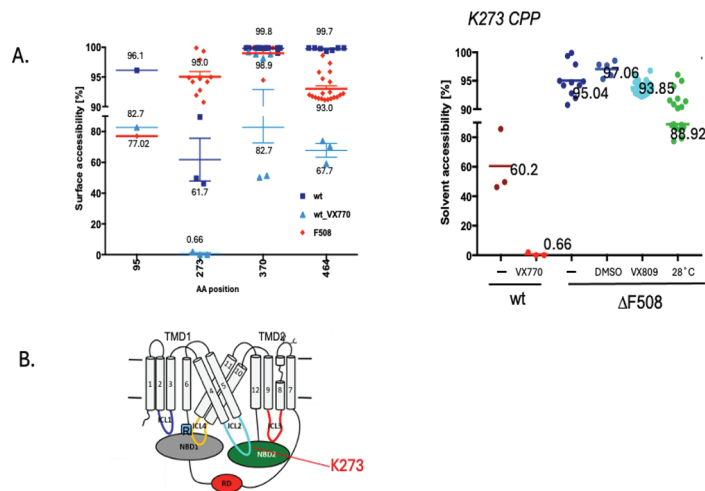 A.
Surface accessibility [%]
100
95
90
80
60
40
20
0
96.1
82.7
77.02
95.0
61.7
0.66
99.8
98.9
82.7
99.7
93.0
67.7
wt
wt_VX770
F508
95
273
370
464
AA position
K273 CPP
Solvent accessibility [%]
100
95
90
80
60
40
20
0
60.2
0.66
95.04
97.06
93.85
88.92
–
VX770
–
DMSO
VX809
28˚C
wt
ΔF508
B.
TMD1
TMD2
1
2
3
6
4
5
11
10
12
9
8
7
ICL1
ICL4
ICL2
ICL3
R
NBD1
NBD2
K273
RD